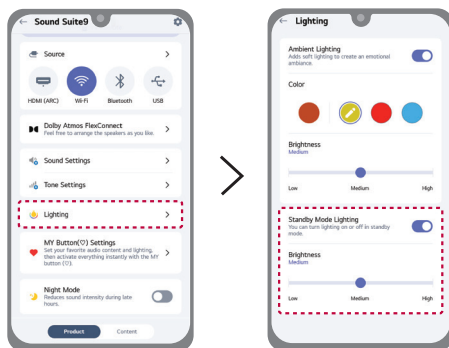 ← Sound Suite9
Source >
HDMI (ARC) Wi-Fi Bluetooth USB
Dolby Atmos FlexConnect >
Feel free to arrange the speakers as you like.
Sound Settings >
Tone Settings >
Lighting >
MY Button(♡) Settings >
Set your favorite audio content and lighting,
then activate everything instantly with the MY
button (♡).
Night Mode
Reduces sound intensity during late
hours.
Product Content
← Lighting
Ambient Lighting
Adds soft lighting to create an emotional
ambiance.
Color
Brightness
Medium
Low Medium High
Standby Mode Lighting
You can turn lighting on or off in standby
mode.
Brightness
Medium
Low Medium High